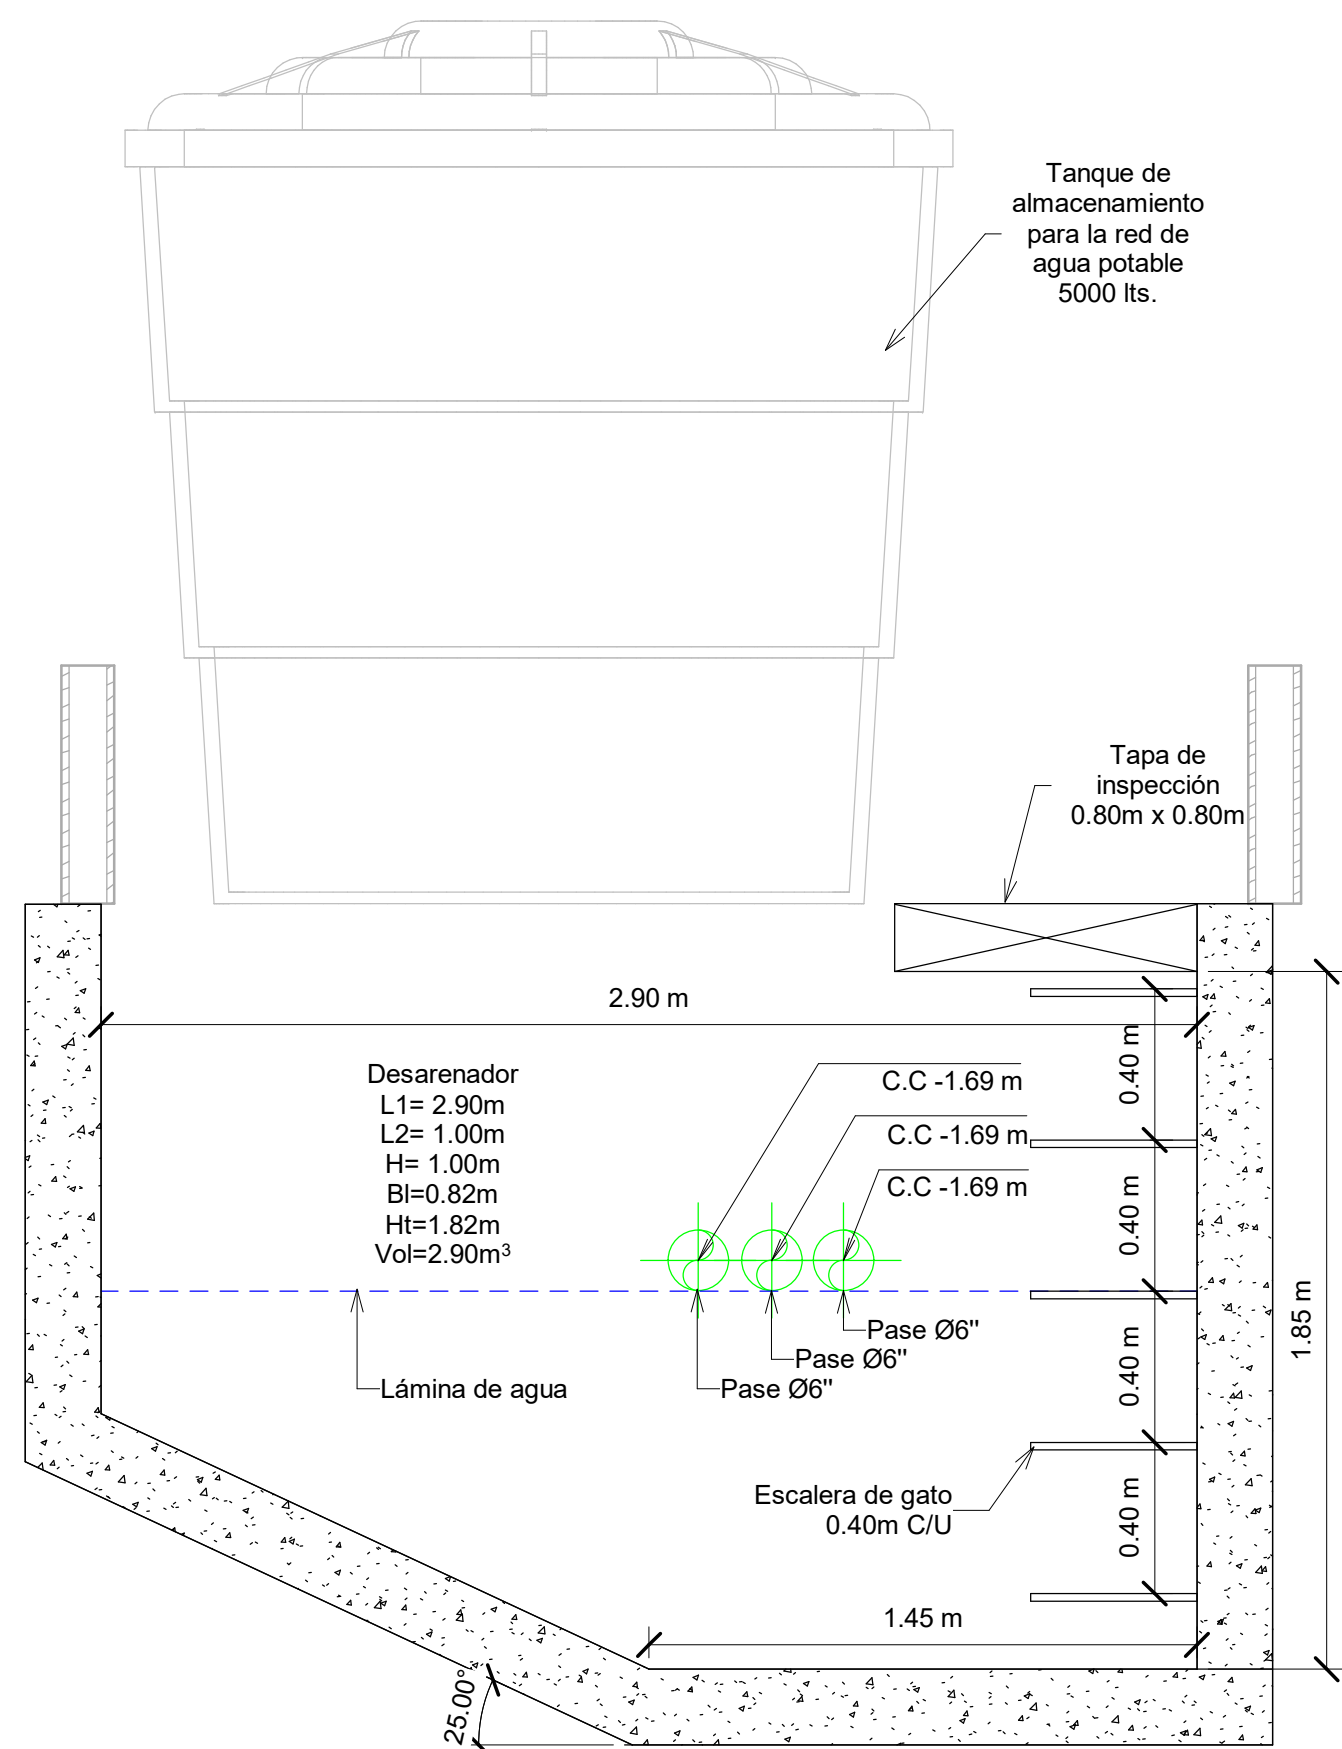 Tanque de
almacenamiento
para la red de
agua potable
5000 lts.
Tapa de
inspección
0.80m x 0.80m
2.90 m
Desarenador
L1= 2.90m
L2= 1.00m
H= 1.00m
Bl=0.82m
Ht=1.82m
Vol=2.90m³
C.C -1.69 m
C.C -1.69 m
C.C -1.69 m
0.40 m
0.40 m
0.40 m
0.40 m
1.85 m
Pase Ø6"
Pase Ø6"
Pase Ø6"
Lámina de agua
Escalera de gato
0.40m C/U
1.45 m
25.00°